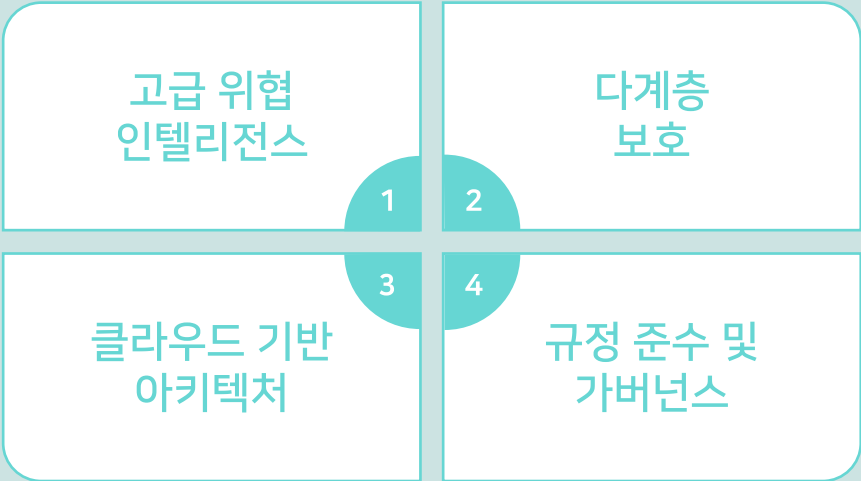 고급 위협
인텔리전스
1
다계층
보호
2
클라우드 기반
아키텍처
3
규정 준수 및
가버넌스
4